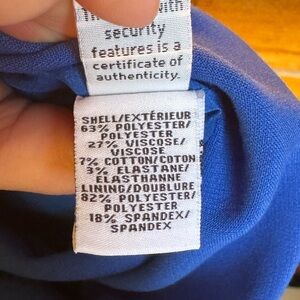 with
security
features is a
certificate of
authenticity.
SHELL/EXTÉRIEUR
63% POLYESTER/
POLYESTER
27% VISCOSE/
VISCOSE
7% COTTON/COTON
3% ELASTANE/
ELASTHANNE
LINING/DOUBLURE
82% POLYESTER/
POLYESTER
18% SPANDEX/
SPANDEX